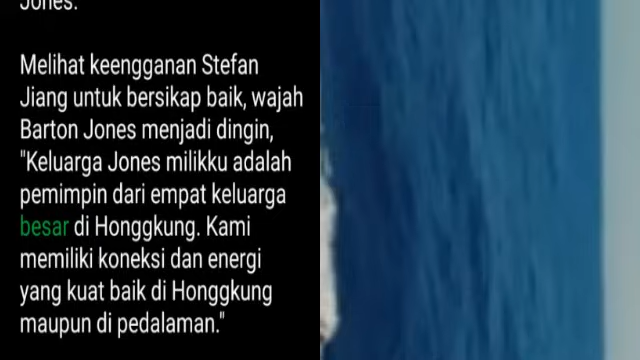 Jones.
Melihat keengganan Stefan
Jiang untuk bersikap baik, wajah
Barton Jones menjadi dingin,
"Keluarga Jones milikku adalah
pemimpin dari empat keluarga
besar di Honggkung. Kami
memiliki koneksi dan energi
yang kuat baik di Honggkung
maupun di pedalaman."